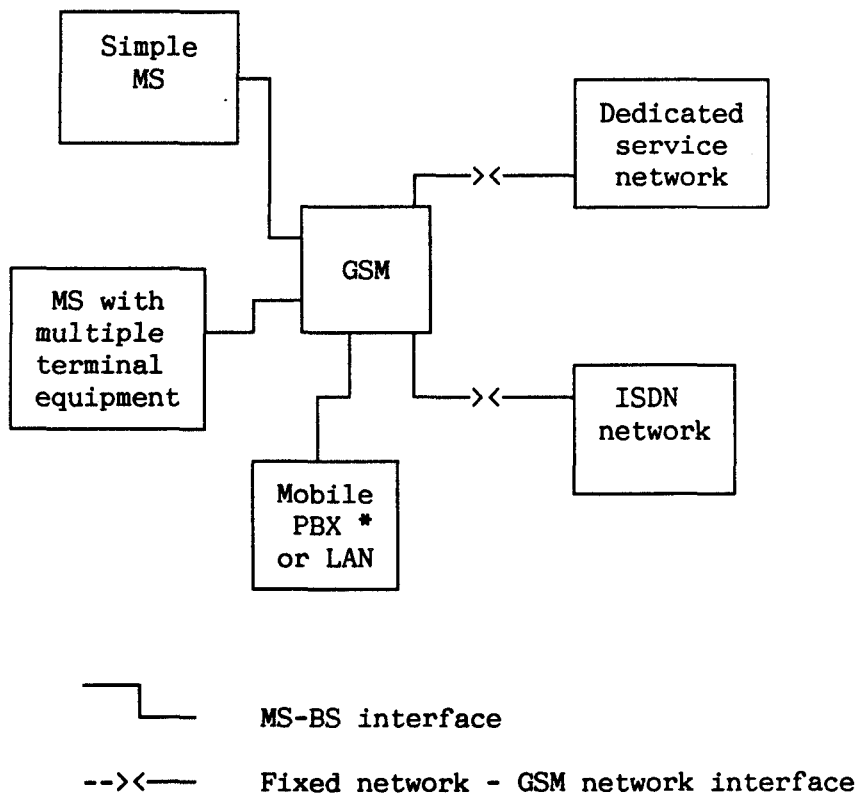 Simple
MS
Dedicated
service
network
GSM
MS with
multiple
terminal
equipment
ISDN
network
Mobile
PBX *
or LAN
MS-BS interface
--><— Fixed network - GSM network interface